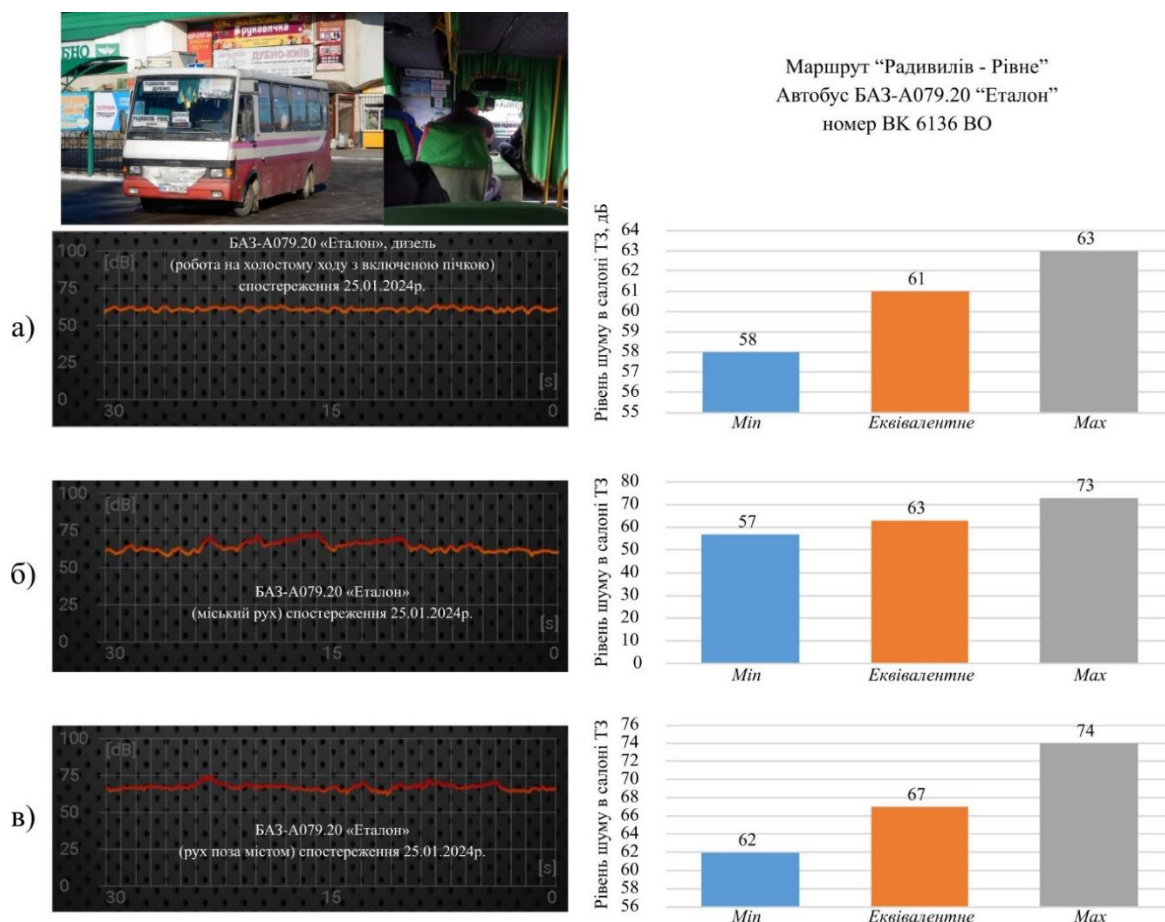 БНО
рукавичка
ДУБНО-ІКІВ
РАДИВИЛІВ - РІВНЕ
ДУБНО
Маршрут “Радивилів - Рівне”
Автобус БАЗ-А079.20 “Еталон”
номер ВК 6136 ВО
а)
БАЗ-А079.20 «Еталон», дизель
(робота на холостому ходу з включеною пічкою)
спостереження 25.01.2024р.
100
[dB]
75
50
25
0
[s]
30
15
0
Рівень шуму в салоні ТЗ, дБ
64
63
62
61
60
59
58
57
56
55
58
61
63
Min
Еквівалентне
Max
б)
100
[dB]
75
50
25
0
БАЗ-А079.20 «Еталон»
(міський рух) спостереження 25.01.2024р.
[s]
30
15
0
Рівень шуму в салоні ТЗ
80
70
60
50
40
30
20
10
0
57
63
73
Min
Еквівалентне
Max
в)
100
[dB]
75
50
25
0
БАЗ-А079.20 «Еталон»
(рух поза містом) спостереження 25.01.2024р.
[s]
30
15
0
Рівень шуму в салоні ТЗ
76
74
72
70
68
66
64
62
60
58
56
62
67
74
Min
Еквівалентне
Max